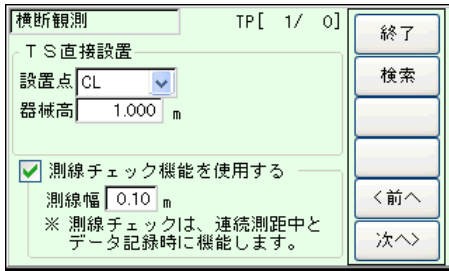 横断観測 TP[ 1/ 0]
ＴＳ直接設置
設置点 CL
器械高 1.000 m
測線チェック機能を使用する
測線幅 0.10 m
※ 測線チェックは、連続測距中と
データ記録時に機能します。
終了
検索
<前へ
次へ>